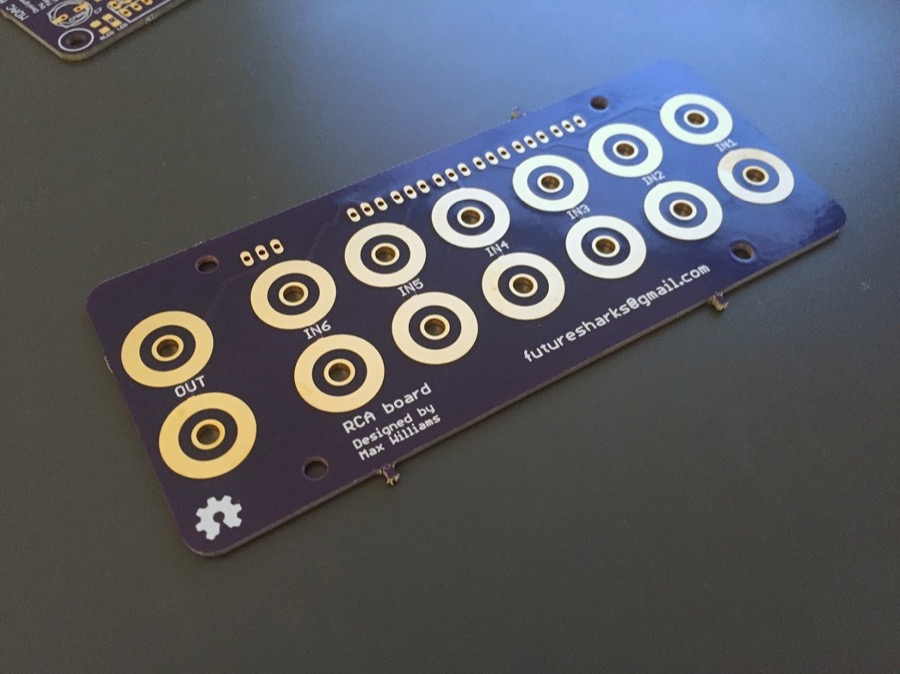 IN1
IN2
IN3
IN4
IN5
IN6
OUT
futuresharks@gmail.com
RCA board
Designed by
Max Williams